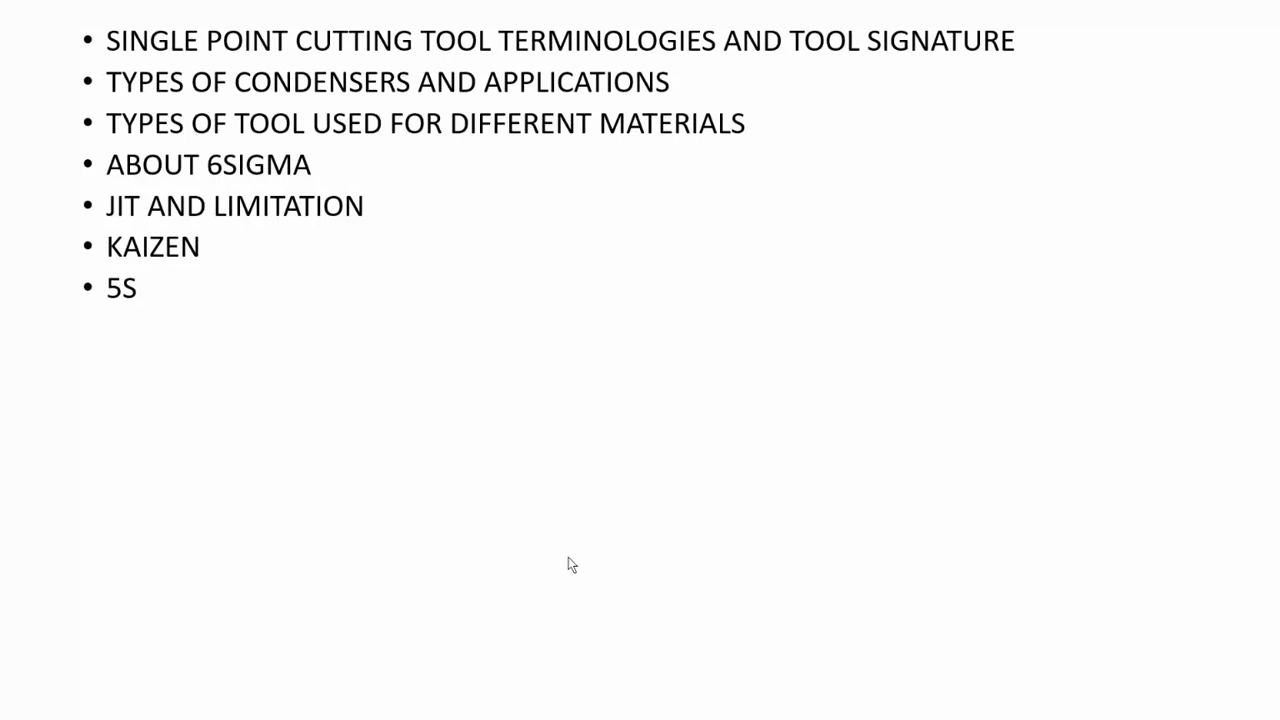 • SINGLE POINT CUTTING TOOL TERMINOLOGIES AND TOOL SIGNATURE
• TYPES OF CONDENSERS AND APPLICATIONS
• TYPES OF TOOL USED FOR DIFFERENT MATERIALS
• ABOUT 6SIGMA
• JIT AND LIMITATION
• KAIZEN
• 5S